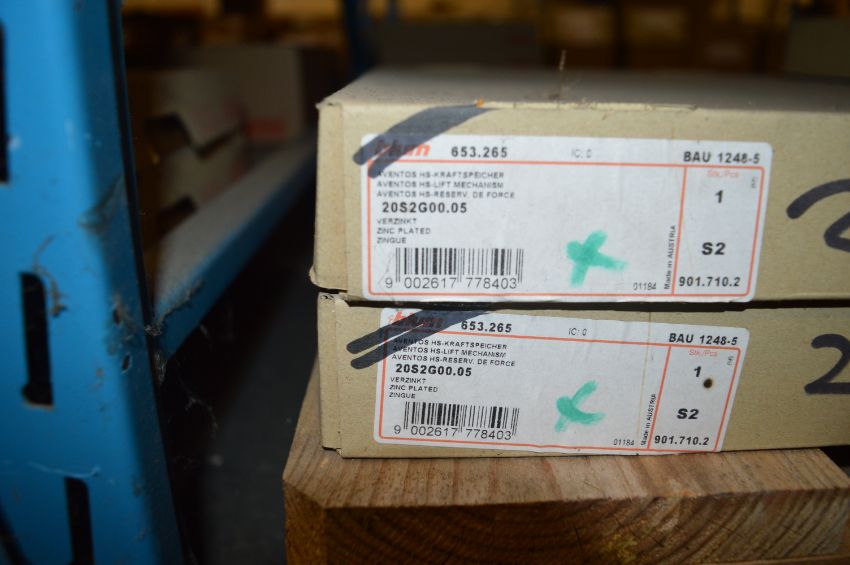 653.265 IC: 0 BAU 1248-5
AVENTOS HS-KRAFTSPEICHER
AVENTOS HS-LIFT MECHANISM
AVENTOS HS-RESERV. DE FORCE
20S2G00.05
VERZINKT
ZINC PLATED
ZINGUE
9 002617 778403
01184
Made in AUSTRIA
Stk/Pcs
1
S2
901.710.2
653.265 IC: 0 BAU 1248-5
AVENTOS HS-KRAFTSPEICHER
AVENTOS HS-LIFT MECHANISM
AVENTOS HS-RESERV. DE FORCE
20S2G00.05
VERZINKT
ZINC PLATED
ZINGUE
9 002617 778403
01184
Made in AUSTRIA
Stk/Pcs
1
S2
901.710.2
2